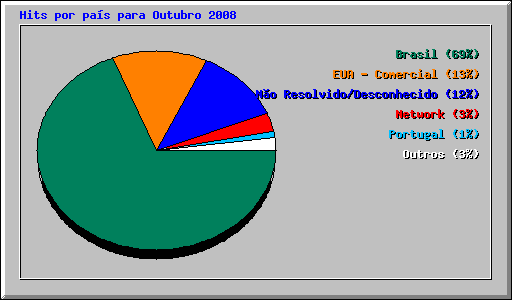 Hits por país para Outubro 2008
Brasil (69%)
EUA - Comercial (13%)
Não Resolvido/Desconhecido (12%)
Network (3%)
Portugal (1%)
Outros (3%)